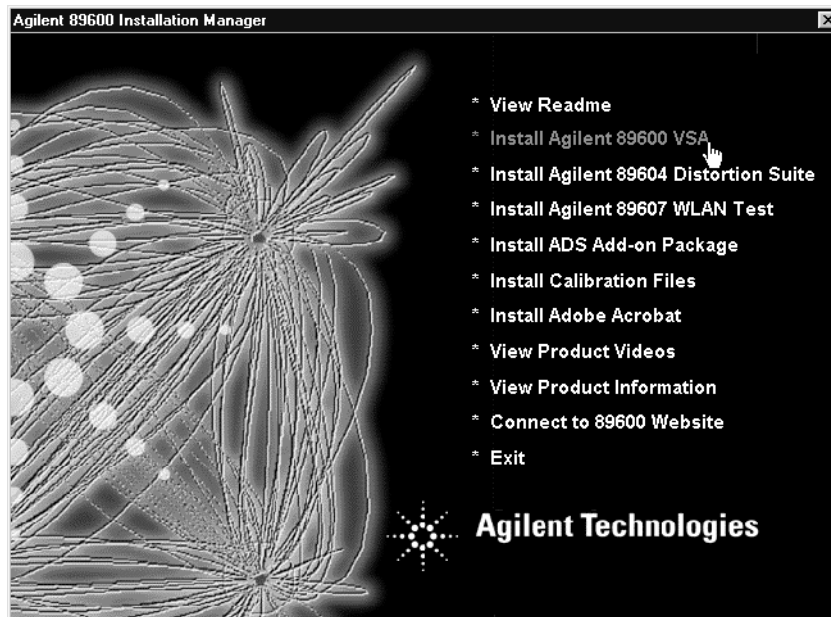 Agilent 89600 Installation Manager
* View Readme
* Install Agilent 89600 VSA
* Install Agilent 89604 Distortion Suite
* Install Agilent 89607 WLAN Test
* Install ADS Add-on Package
* Install Calibration Files
* Install Adobe Acrobat
* View Product Videos
* View Product Information
* Connect to 89600 Website
* Exit
Agilent Technologies